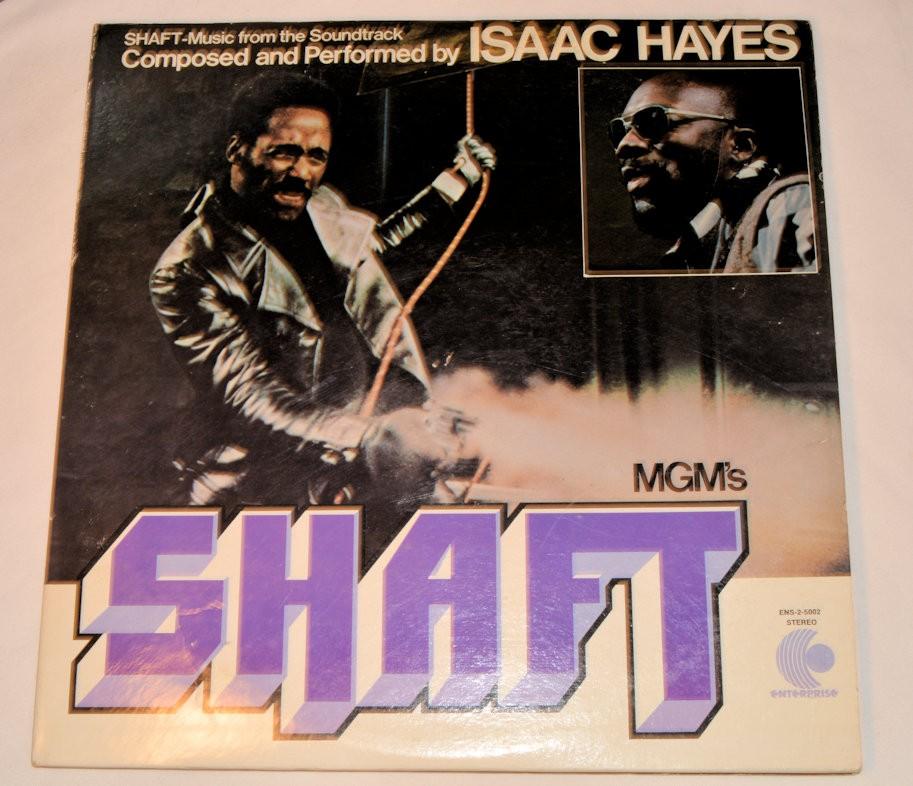 SHAFT-Music from the Soundtrack
Composed and Performed by ISAAC HAYES
MGM's
SHAFT
ENS-2-5002
STEREO
ENTERPRISE